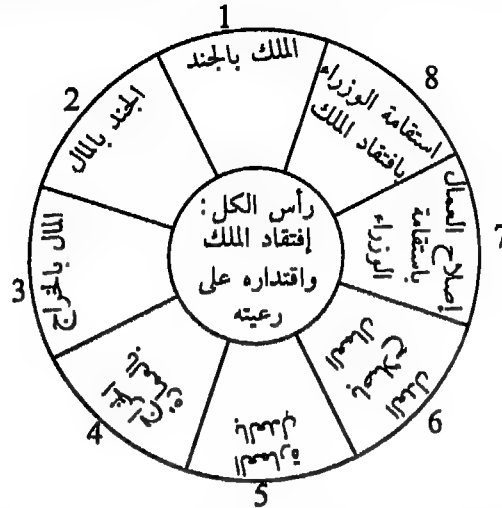 1
الملك بالجند
2
الجند بالمال
3
المال بالخراج
4
الخراج
بالعمارة
5
العمارة
بالعدل
6
العدل
باصلاح
العمال
7
إصلاح العمال
باستقامة
الوزراء
8
استقامة الوزراء
بافتقاد الملك
رأس الكل:
إفتقاد الملك
واقتداره على
رعيته